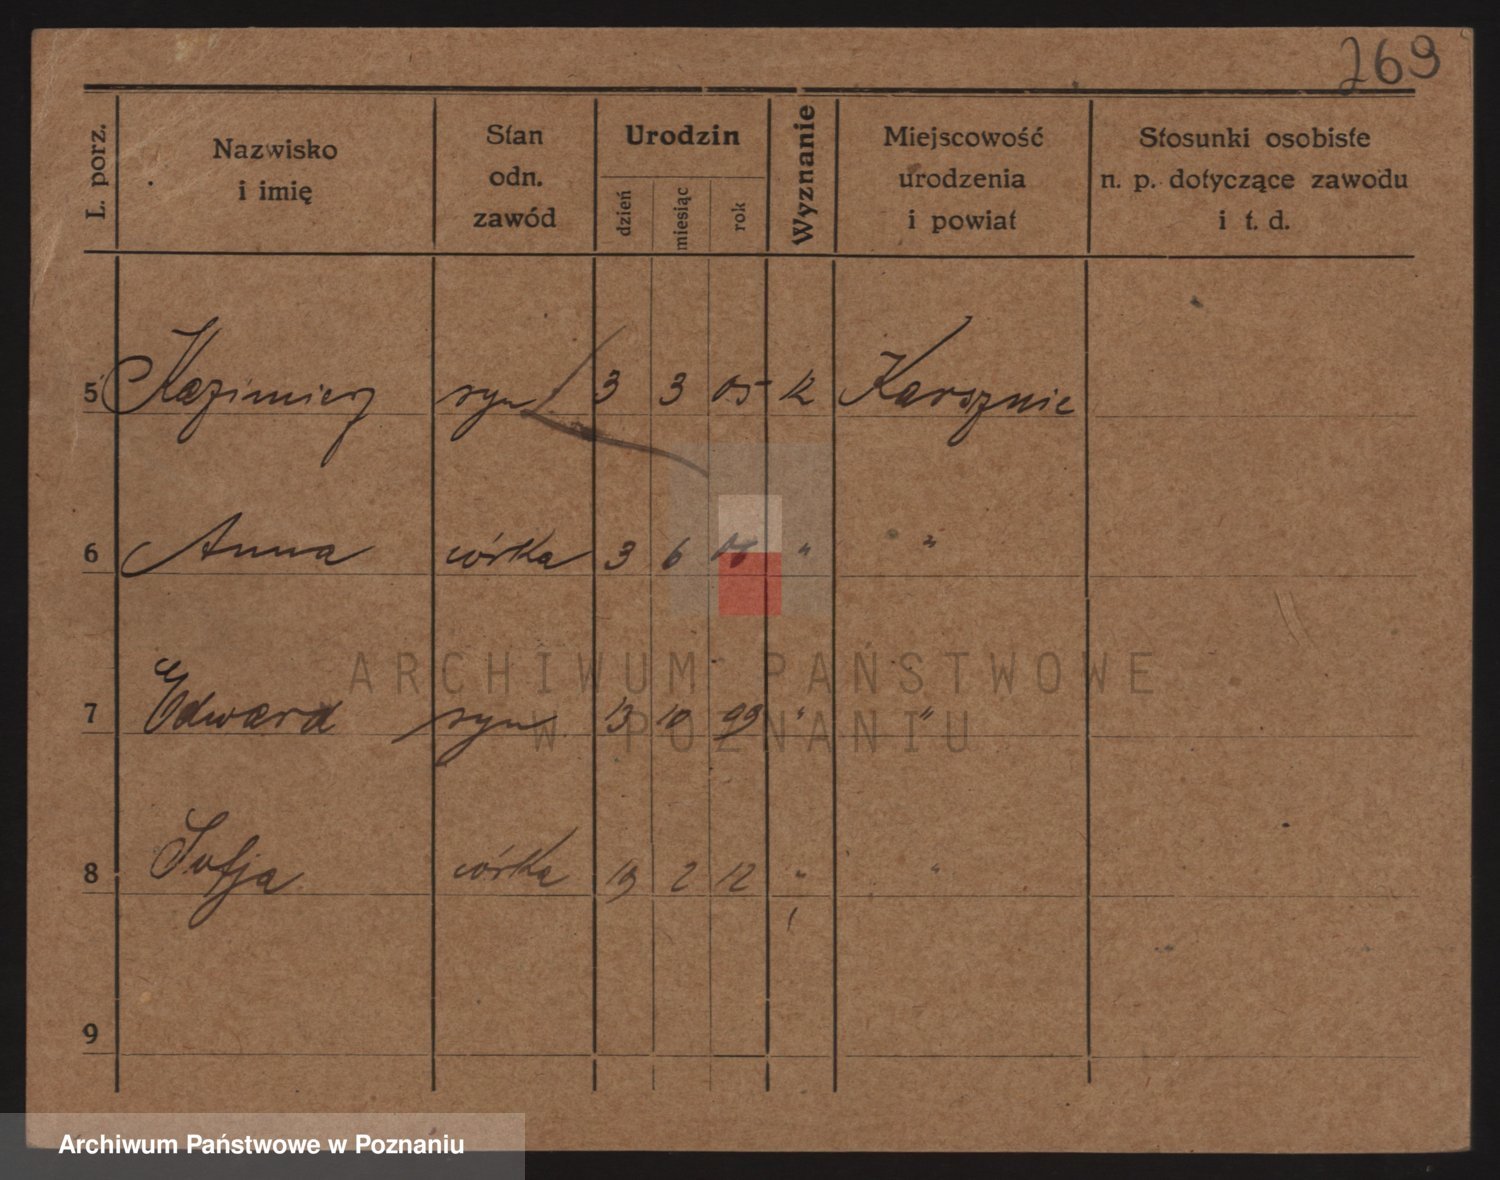 269
L. porz.
Nazwisko
i imię
Stan
odn.
zawód
Urodzin
dzień
miesiąc
rok
Wyznanie
Miejscowość
urodzenia
i powiat
Stosunki osobiste
n. p. dotyczące zawodu
i t. d.
5 Kazimierz syn 3 3 05 k Karsznie
6 Anna córka 3 6 " "
7 Edward syn 13 10 99 " "
8 Sofja córka 19 2 12 " "
9
ARCHIWUM PAŃSTWOWE
W POZNANIU
Archiwum Państwowe w Poznaniu